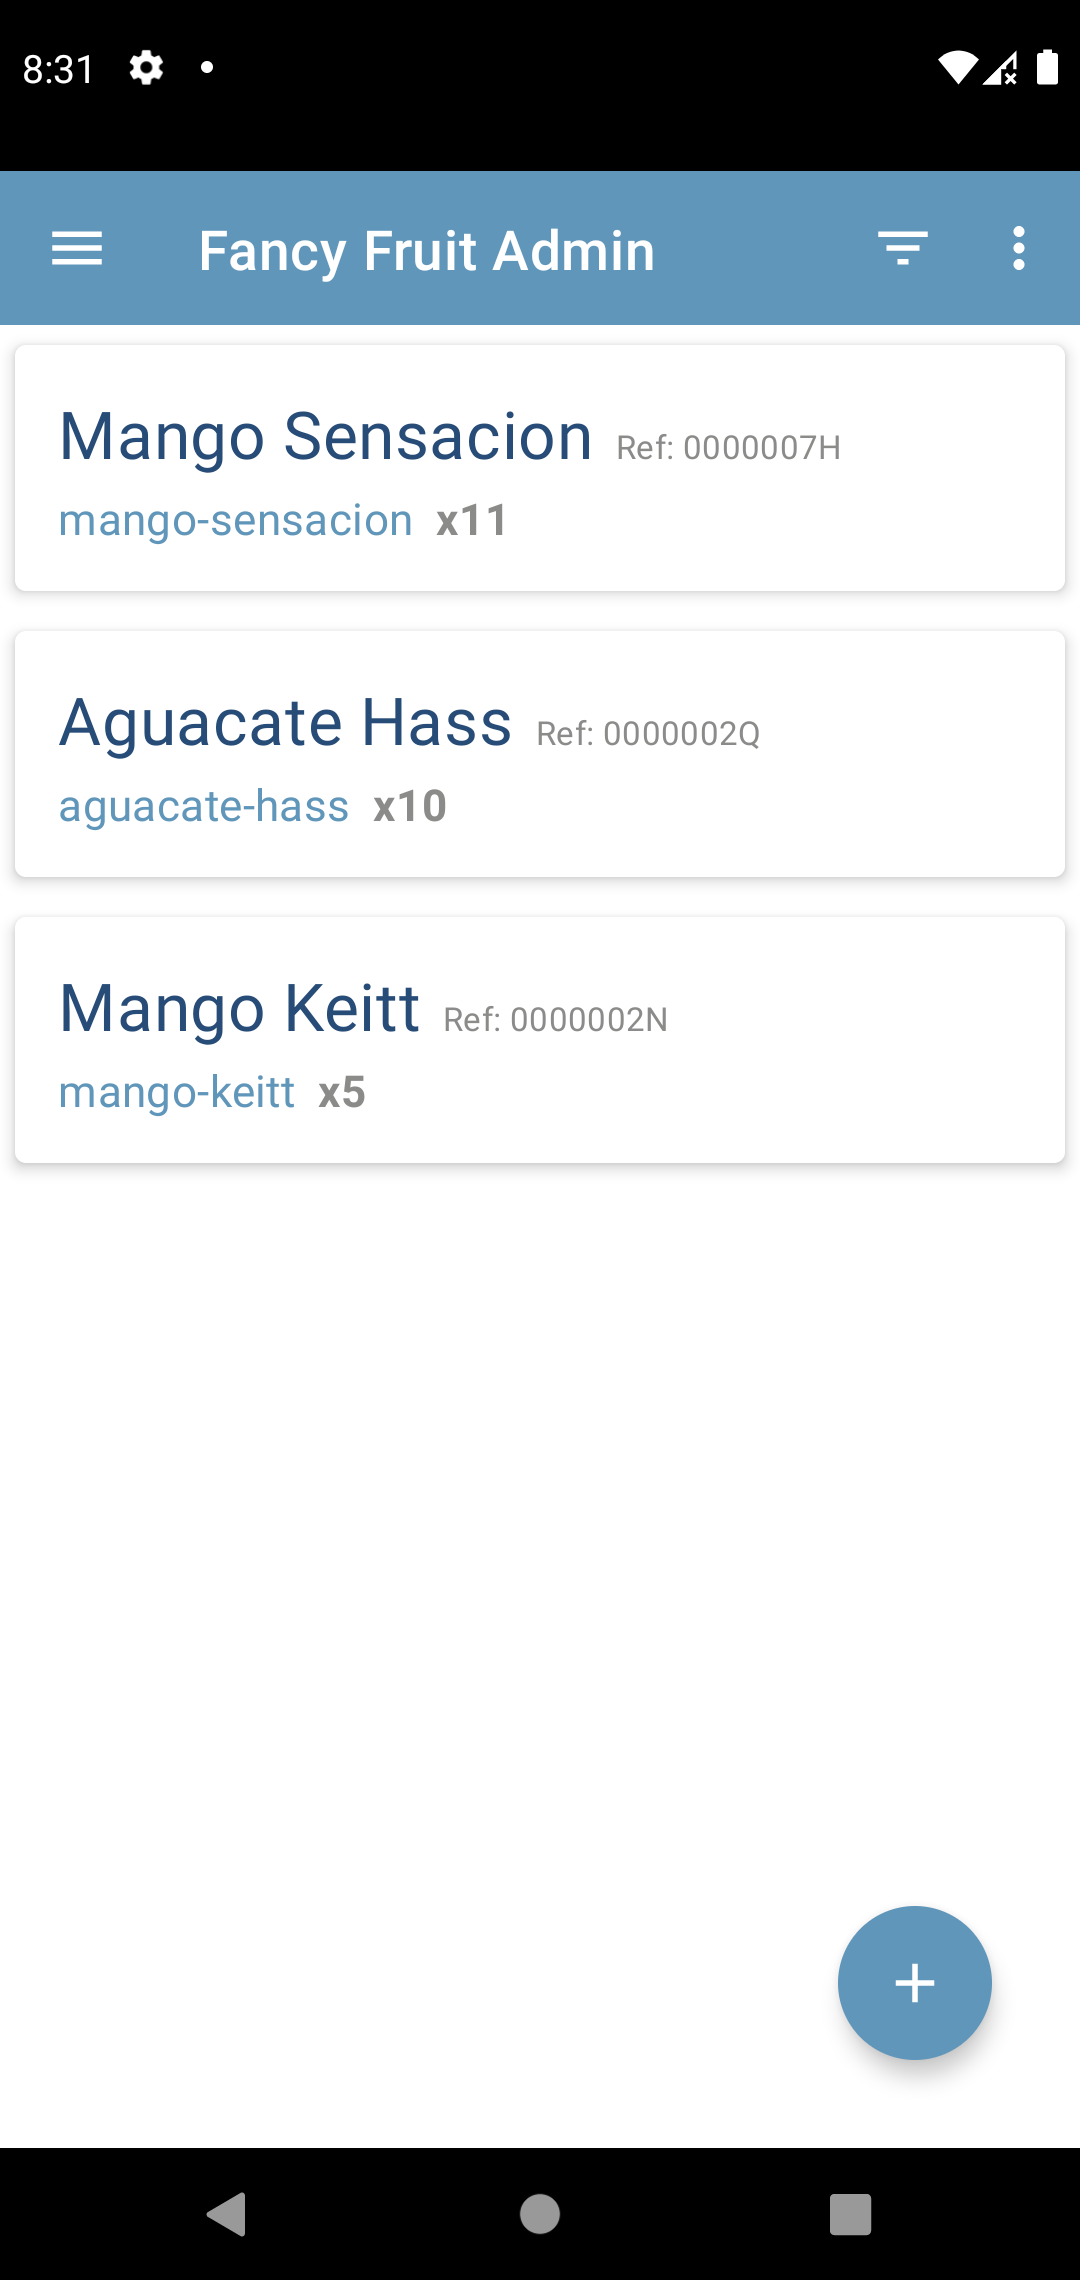 8:31
Fancy Fruit Admin
Mango Sensacion Ref: 0000007H
mango-sensacion x11
Aguacate Hass Ref: 0000002Q
aguacate-hass x10
Mango Keitt Ref: 0000002N
mango-keitt x5